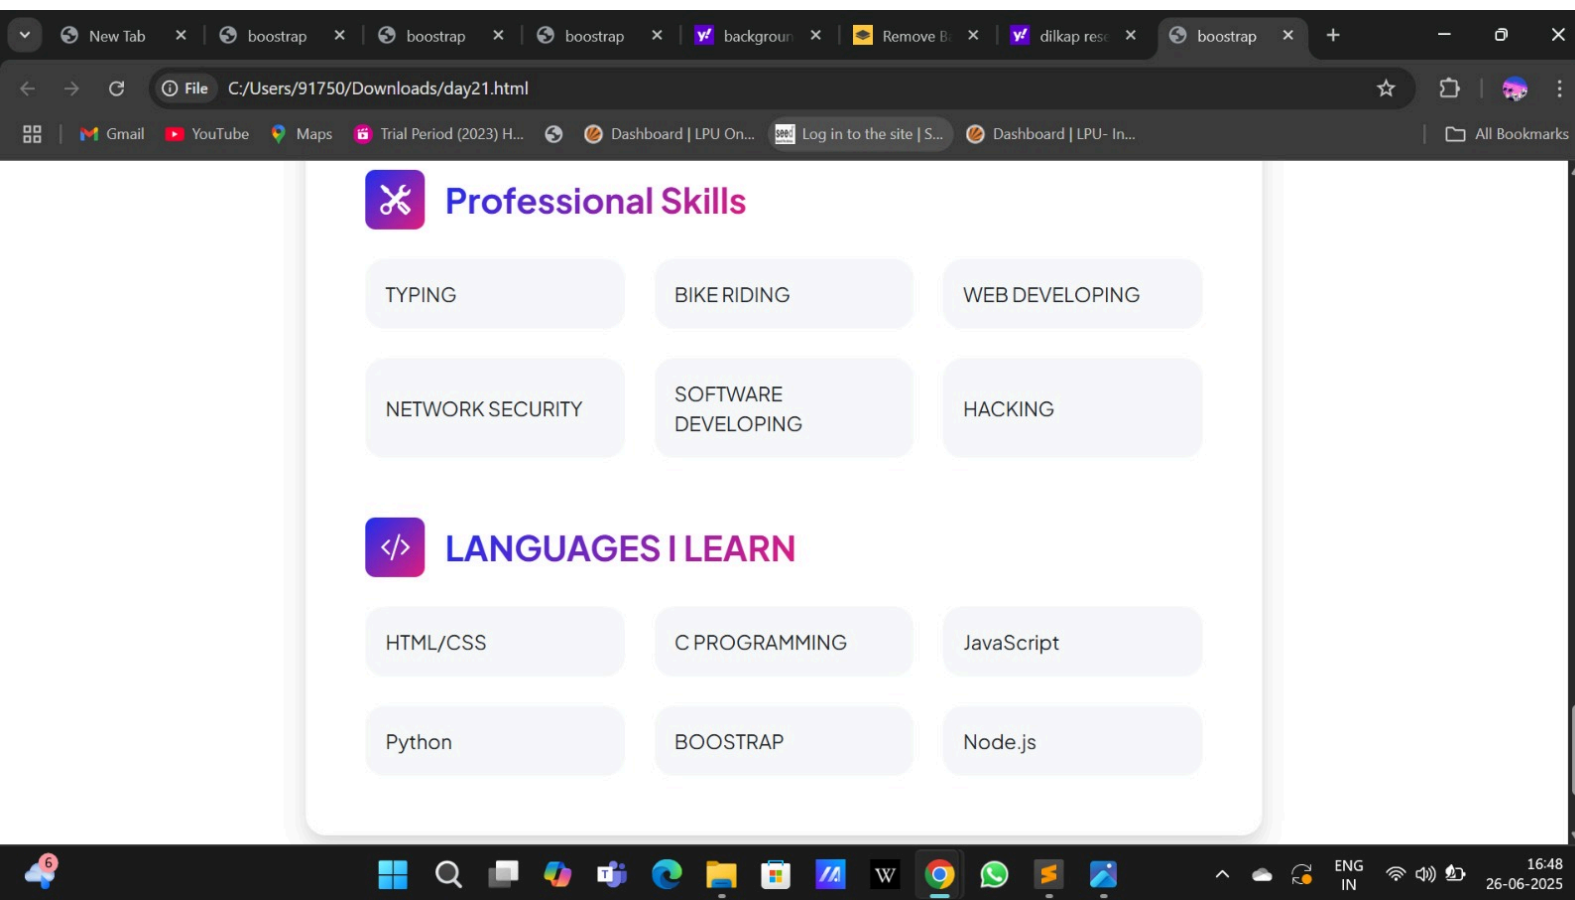 New Tab
boostrap
boostrap
boostrap
backgroun
Remove B
dilkap rese
boostrap
File C:/Users/91750/Downloads/day21.html
Gmail
YouTube
Maps
Trial Period (2023) H...
Dashboard | LPU On...
seed
Log in to the site | S...
Dashboard | LPU- In...
All Bookmarks
Professional Skills
TYPING
BIKE RIDING
WEB DEVELOPING
NETWORK SECURITY
SOFTWARE
DEVELOPING
HACKING
</> LANGUAGES I LEARN
HTML/CSS
C PROGRAMMING
JavaScript
Python
BOOSTRAP
Node.js
6
W
ENG
IN
16:48
26-06-2025